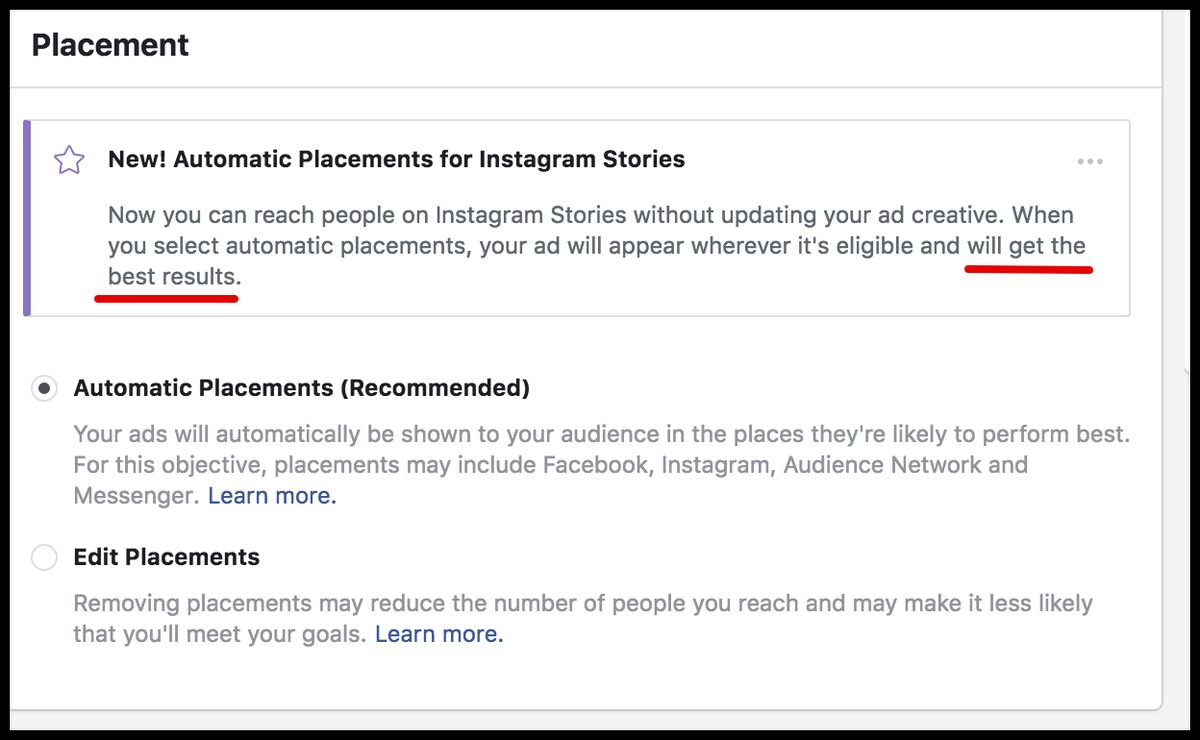 Placement
New! Automatic Placements for Instagram Stories
Now you can reach people on Instagram Stories without updating your ad creative. When
you select automatic placements, your ad will appear wherever it's eligible and will get the
best results.
Automatic Placements (Recommended)
Your ads will automatically be shown to your audience in the places they're likely to perform best.
For this objective, placements may include Facebook, Instagram, Audience Network and
Messenger. Learn more.
Edit Placements
Removing placements may reduce the number of people you reach and may make it less likely
that you'll meet your goals. Learn more.